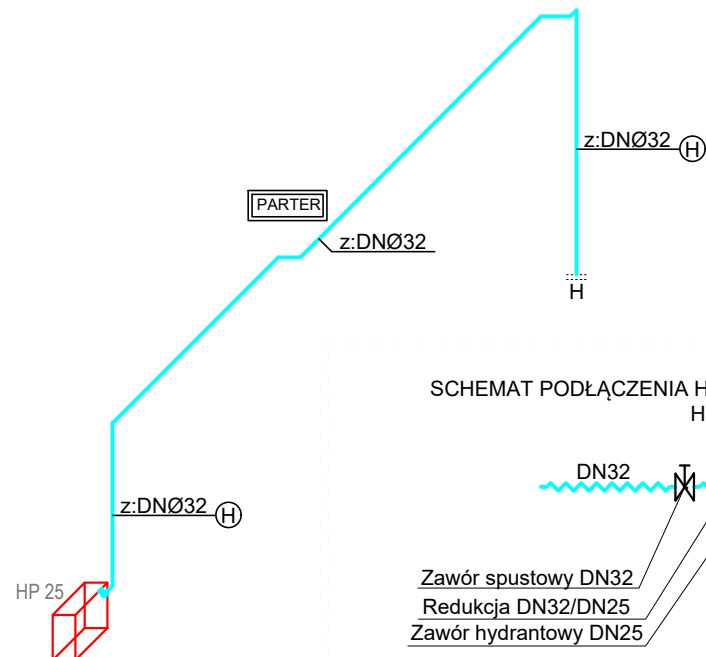 z:DNØ32 H
PARTER
z:DNØ32
H
SCHEMAT PODŁĄCZENIA H
H
DN32
z:DNØ32 H
HP 25
Zawór spustowy DN32
Redukcja DN32/DN25
Zawór hydrantowy DN25